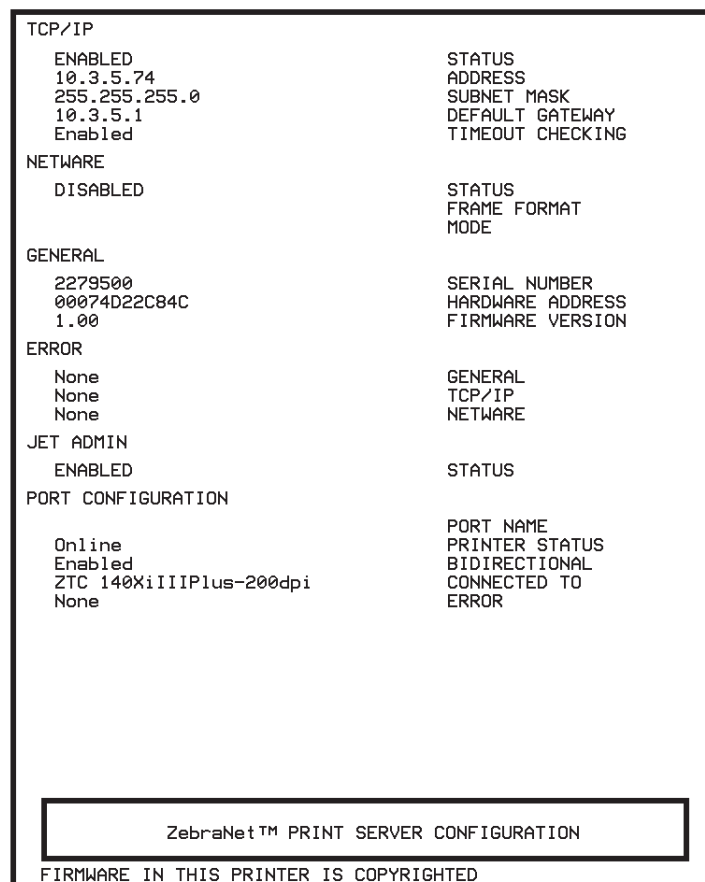 TCP/IP
ENABLED STATUS
10.3.5.74 ADDRESS
255.255.255.0 SUBNET MASK
10.3.5.1 DEFAULT GATEWAY
Enabled TIMEOUT CHECKING
NETWARE
DISABLED STATUS
FRAME FORMAT
MODE
GENERAL
2279500 SERIAL NUMBER
00074D22C84C HARDWARE ADDRESS
1.00 FIRMWARE VERSION
ERROR
None GENERAL
None TCP/IP
None NETWARE
JET ADMIN
ENABLED STATUS
PORT CONFIGURATION
PORT NAME
Online PRINTER STATUS
Enabled BIDIRECTIONAL
ZTC 140XiIIIPlus-200dpi CONNECTED TO
None ERROR
ZebraNet™ PRINT SERVER CONFIGURATION
FIRMWARE IN THIS PRINTER IS COPYRIGHTED